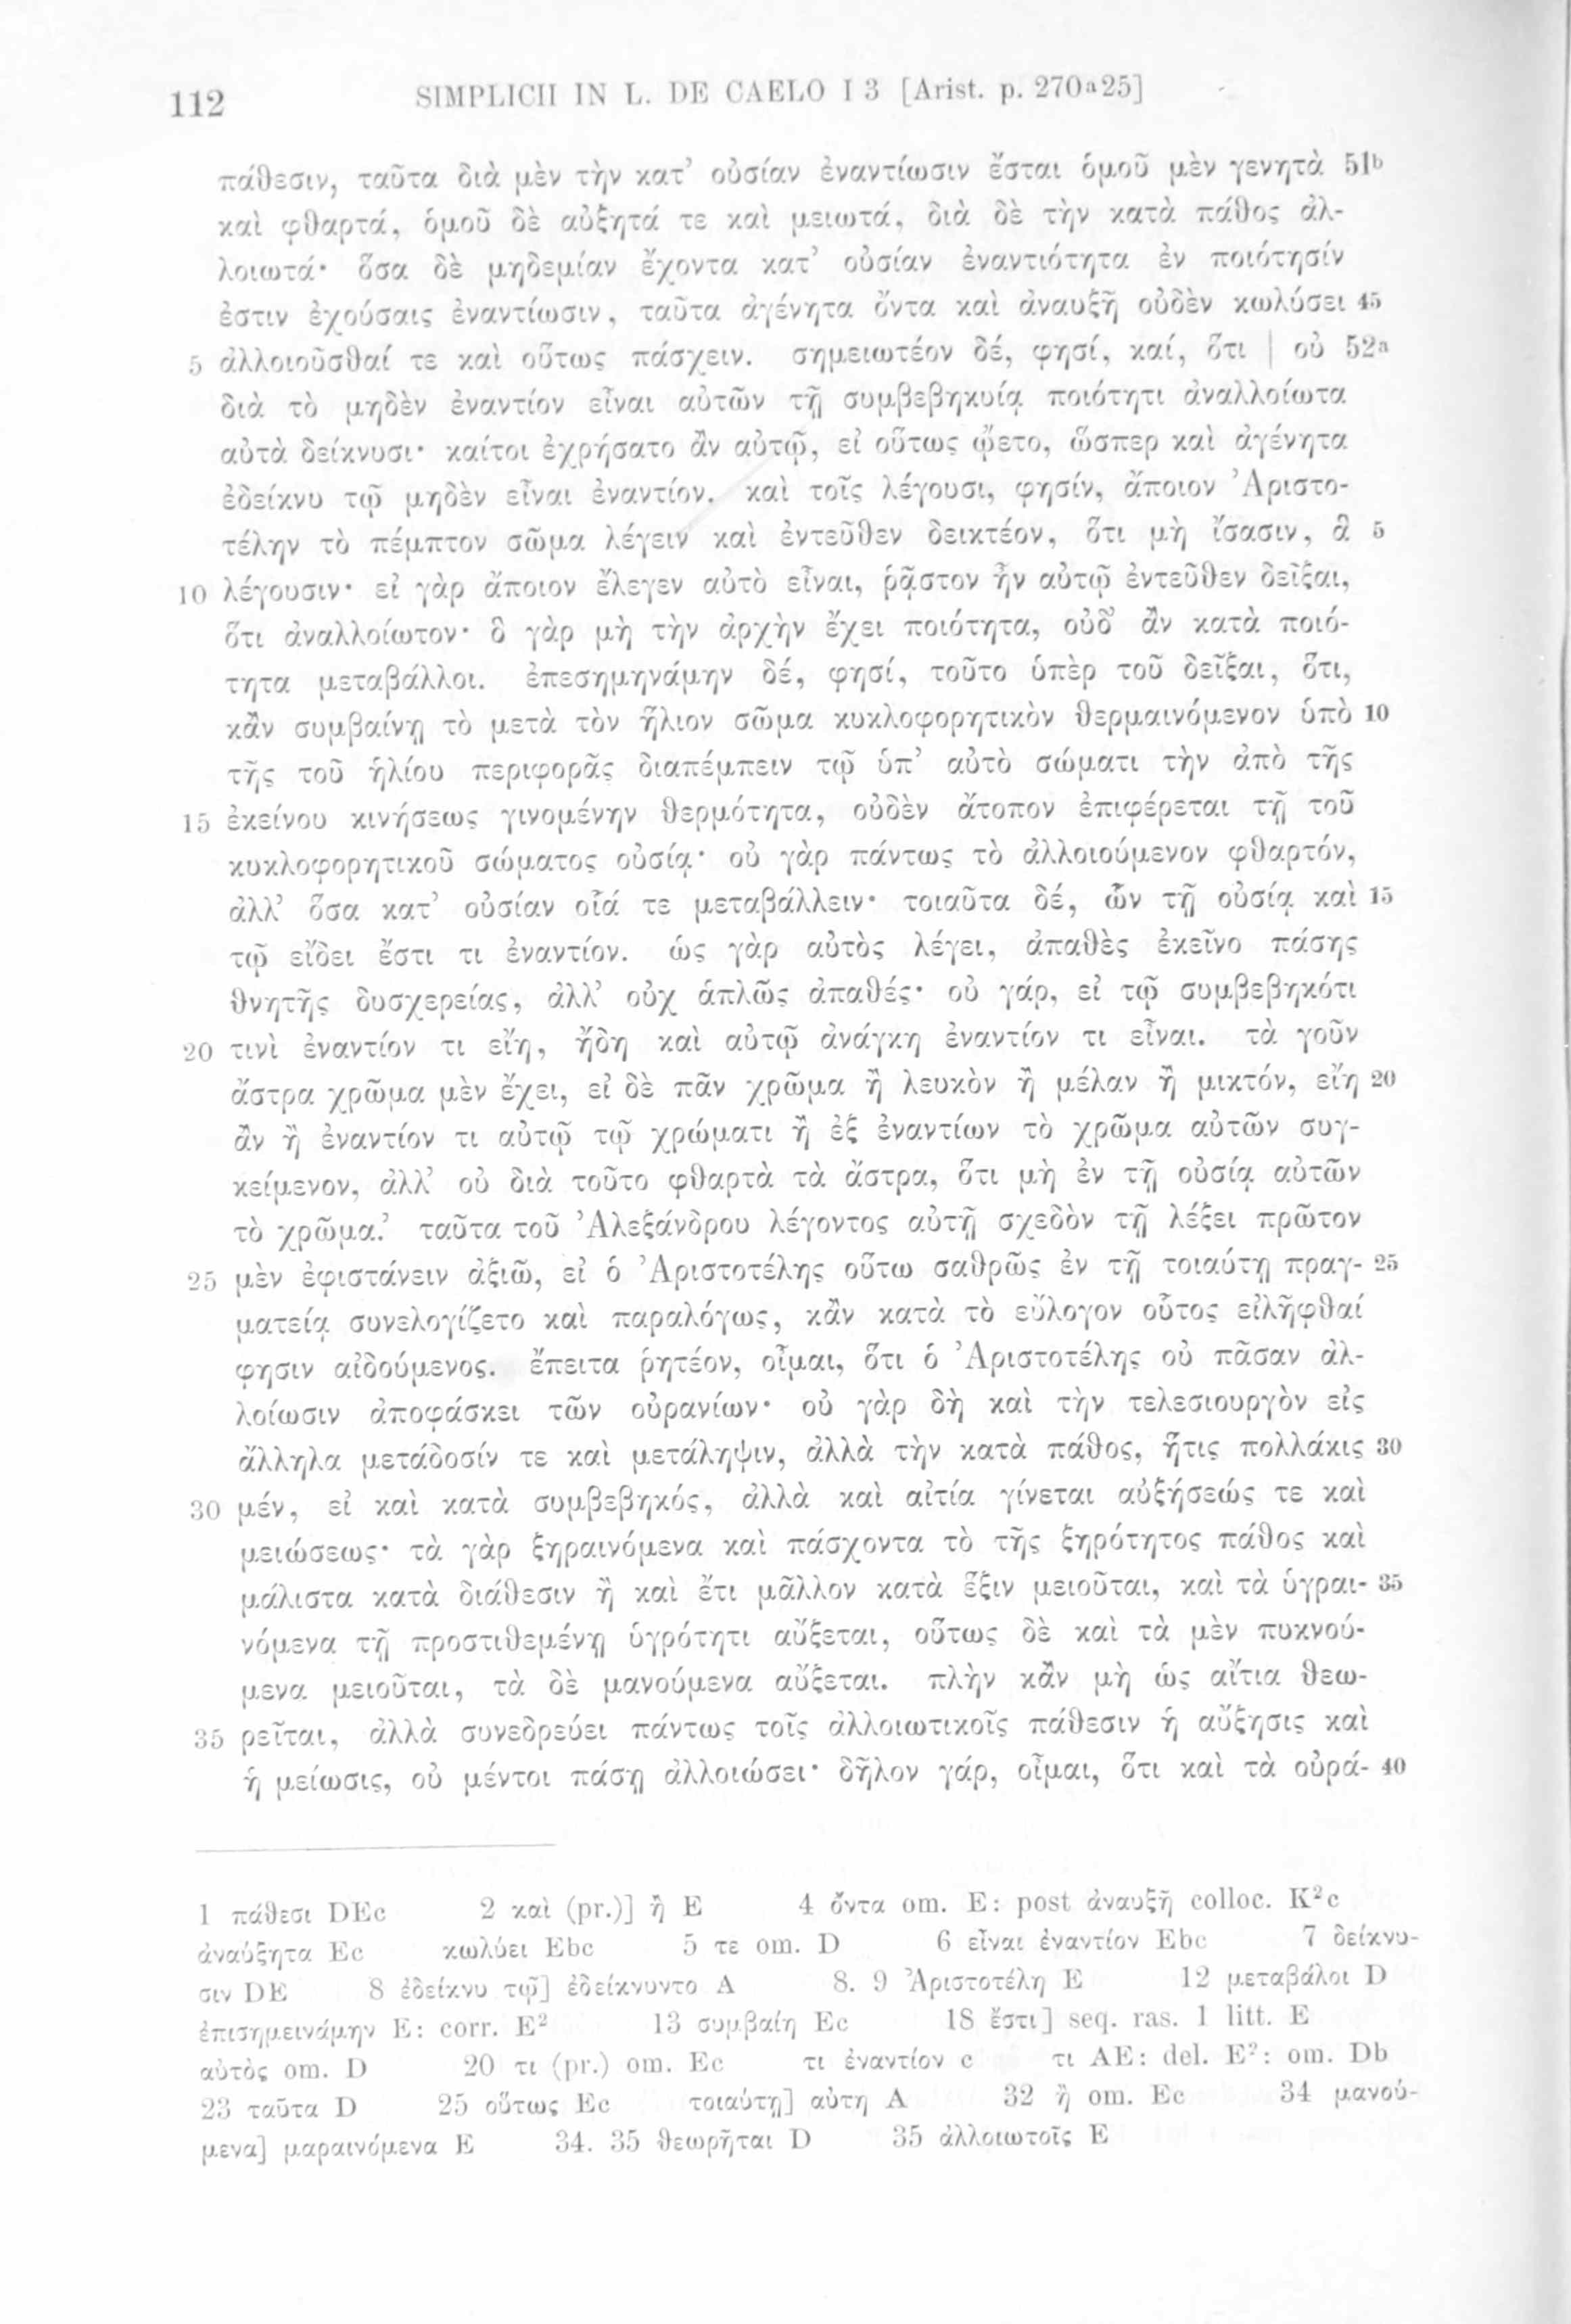 112 SIMPLICII IN L. DE CAELO I 3 [Arist. p. 270a25]
πάθεσιν, ταῦτα διὰ μὲν τὴν κατ’ οὐσίαν ἐναντίωσιν ἔσται ὁμοῦ μὲν γενητὰ 51b
καὶ φθαρτά, ὁμοῦ δὲ αὐξητά τε καὶ μειωτά, διὰ δὲ τὴν κατὰ πάθος ἀλ-
λοιωτά· ὅσα δὲ μηδεμίαν ἔχοντα κατ’ οὐσίαν ἐναντιότητα ἐν ποιότησίν
ἐστιν ἐχούσαις ἐναντίωσιν, ταῦτα ἀγένητα ὄντα καὶ ἀναυξῆ οὐδὲν κωλύσει 45
5 ἀλλοιοῦσθαί τε καὶ οὕτως πάσχειν. σημειωτέον δέ, φησί, καί, ὅτι | οὐ 52a
διὰ τὸ μηδὲν ἐναντίον εἶναι αὐτῶν τῇ συμβεβηκυίᾳ ποιότητι ἀναλλοίωτα
αὐτὰ δείκνυσι· καίτοι ἐχρήσατο ἂν αὐτῷ, εἰ οὕτως ᾤετο, ὥσπερ καὶ ἀγένητα
ἐδείκνυ τῷ μηδὲν εἶναι ἐναντίον. καὶ τοῖς λέγουσι, φησίν, ἄποιον Ἀριστο-
τέλην τὸ πέμπτον σῶμα λέγειν καὶ ἐντεῦθεν δεικτέον, ὅτι μὴ ἴσασιν, ἃ 5
10 λέγουσιν· εἰ γὰρ ἄποιον ἔλεγεν αὐτὸ εἶναι, ῥᾷστον ἦν αὐτῷ ἐντεῦθεν δεῖξαι,
ὅτι ἀναλλοίωτον· ὃ γὰρ μὴ τὴν ἀρχὴν ἔχει ποιότητα, οὐδ’ ἂν κατὰ ποιό-
τητα μεταβάλλοι. ἐπεσημηνάμην δέ, φησί, τοῦτο ὑπὲρ τοῦ δεῖξαι, ὅτι,
κἂν συμβαίνῃ τὸ μετὰ τὸν ἥλιον σῶμα κυκλοφορητικὸν θερμαινόμενον ὑπὸ 10
τῆς τοῦ ἡλίου περιφορᾶς διαπέμπειν τῷ ὑπ’ αὐτὸ σώματι τὴν ἀπὸ τῆς
15 ἐκείνου κινήσεως γινομένην θερμότητα, οὐδὲν ἄτοπον ἐπιφέρεται τῇ τοῦ
κυκλοφορητικοῦ σώματος οὐσίᾳ· οὐ γὰρ πάντως τὸ ἀλλοιούμενον φθαρτόν,
ἀλλ’ ὅσα κατ’ οὐσίαν οἷά τε μεταβάλλειν· τοιαῦτα δέ, ὧν τῇ οὐσίᾳ καὶ 15
τῷ εἴδει ἔστι τι ἐναντίον. ὡς γὰρ αὐτὸς λέγει, ἀπαθὲς ἐκεῖνο πάσης
θνητῆς δυσχερείας, ἀλλ’ οὐχ ἁπλῶς ἀπαθές· οὐ γάρ, εἰ τῷ συμβεβηκότι
20 τινὶ ἐναντίον τι εἴη, ἤδη καὶ αὐτῷ ἀνάγκη ἐναντίον τι εἶναι. τὰ γοῦν
ἄστρα χρῶμα μὲν ἔχει, εἰ δὲ πᾶν χρῶμα ἢ λευκὸν ἢ μέλαν ἢ μικτόν, εἴη 20
ἂν ἢ ἐναντίον τι αὐτῷ τῷ χρώματι ἢ ἐξ ἐναντίων τὸ χρῶμα αὐτῶν συγ-
κείμενον, ἀλλ’ οὐ διὰ τοῦτο φθαρτὰ τὰ ἄστρα, ὅτι μὴ ἐν τῇ οὐσίᾳ αὐτῶν
τὸ χρῶμα.’ ταῦτα τοῦ Ἀλεξάνδρου λέγοντος αὐτῇ σχεδὸν τῇ λέξει πρῶτον
25 μὲν ἐφιστάνειν ἀξιῶ, εἰ ὁ Ἀριστοτέλης οὕτω σαθρῶς ἐν τῇ τοιαύτῃ πραγ- 25
ματείᾳ συνελογίζετο καὶ παραλόγως, κἂν κατὰ τὸ εὔλογον οὗτος εἰλῆφθαί
φησιν αἰδούμενος. ἔπειτα ῥητέον, οἶμαι, ὅτι ὁ Ἀριστοτέλης οὐ πᾶσαν ἀλ-
λοίωσιν ἀποφάσκει τῶν οὐρανίων· οὐ γὰρ δὴ καὶ τὴν τελεσιουργὸν εἰς
ἄλληλα μετάδοσίν τε καὶ μετάληψιν, ἀλλὰ τὴν κατὰ πάθος, ἥτις πολλάκις 30
30 μέν, εἰ καὶ κατὰ συμβεβηκός, ἀλλὰ καὶ αἰτία γίνεται αὐξήσεώς τε καὶ
μειώσεως· τὰ γὰρ ξηραινόμενα καὶ πάσχοντα τὸ τῆς ξηρότητος πάθος καὶ
μάλιστα κατὰ διάθεσιν ἢ καὶ ἔτι μᾶλλον κατὰ ἕξιν μειοῦται, καὶ τὰ ὑγραι- 35
νόμενα τῇ προστιθεμένῃ ὑγρότητι αὔξεται, οὕτως δὲ καὶ τὰ μὲν πυκνού-
μενα μειοῦται, τὰ δὲ μανούμενα αὔξεται. πλὴν κἂν μὴ ὡς αἴτια θεω-
35 ρεῖται, ἀλλὰ συνεδρεύει πάντως τοῖς ἀλλοιωτικοῖς πάθεσιν ἡ αὔξησις καὶ
ἡ μείωσις, οὐ μέντοι πάσῃ ἀλλοιώσει· δῆλον γάρ, οἶμαι, ὅτι καὶ τὰ οὐρά- 40
1 πάθεσι DEc 2 καὶ (pr.)] ἢ E 4 ὄντα om. E: post ἀναυξῆ colloc. K²c
ἀναύξητα Ec κωλύει Ebc 5 τε om. D 6 εἶναι ἐναντίον Ebc 7 δείκνυ-
σιν DE 8 ἐδείκνυ τῷ] ἐδείκνυντο A 8. 9 Ἀριστοτέλη E 12 μεταβάλοι D
ἐπισημεινάμην E: corr. E² 13 συμβαίη Ec 18 ἔστι] seq. ras. 1 litt. E
αὐτὸς om. D 20 τι (pr.) om. Ec τι ἐναντίον c τι AE: del. E²: om. Db
23 ταῦτα D 25 οὕτως Ec τοιαύτῃ] αὐτη A 32 ἢ om. Ec 34 μανού-
μενα] μαραινόμενα E 34. 35 θεωρῆται D 35 ἀλλοιωτοῖς E